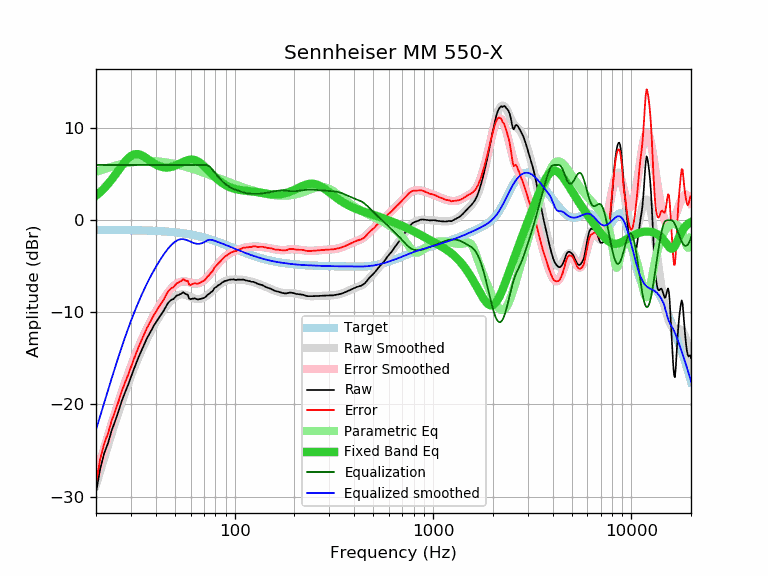 Sennheiser MM 550-X
10
0
−10
−20
−30
Amplitude (dBr)
Target
Raw Smoothed
Error Smoothed
Raw
Error
Parametric Eq
Fixed Band Eq
Equalization
Equalized smoothed
100
1000
10000
Frequency (Hz)